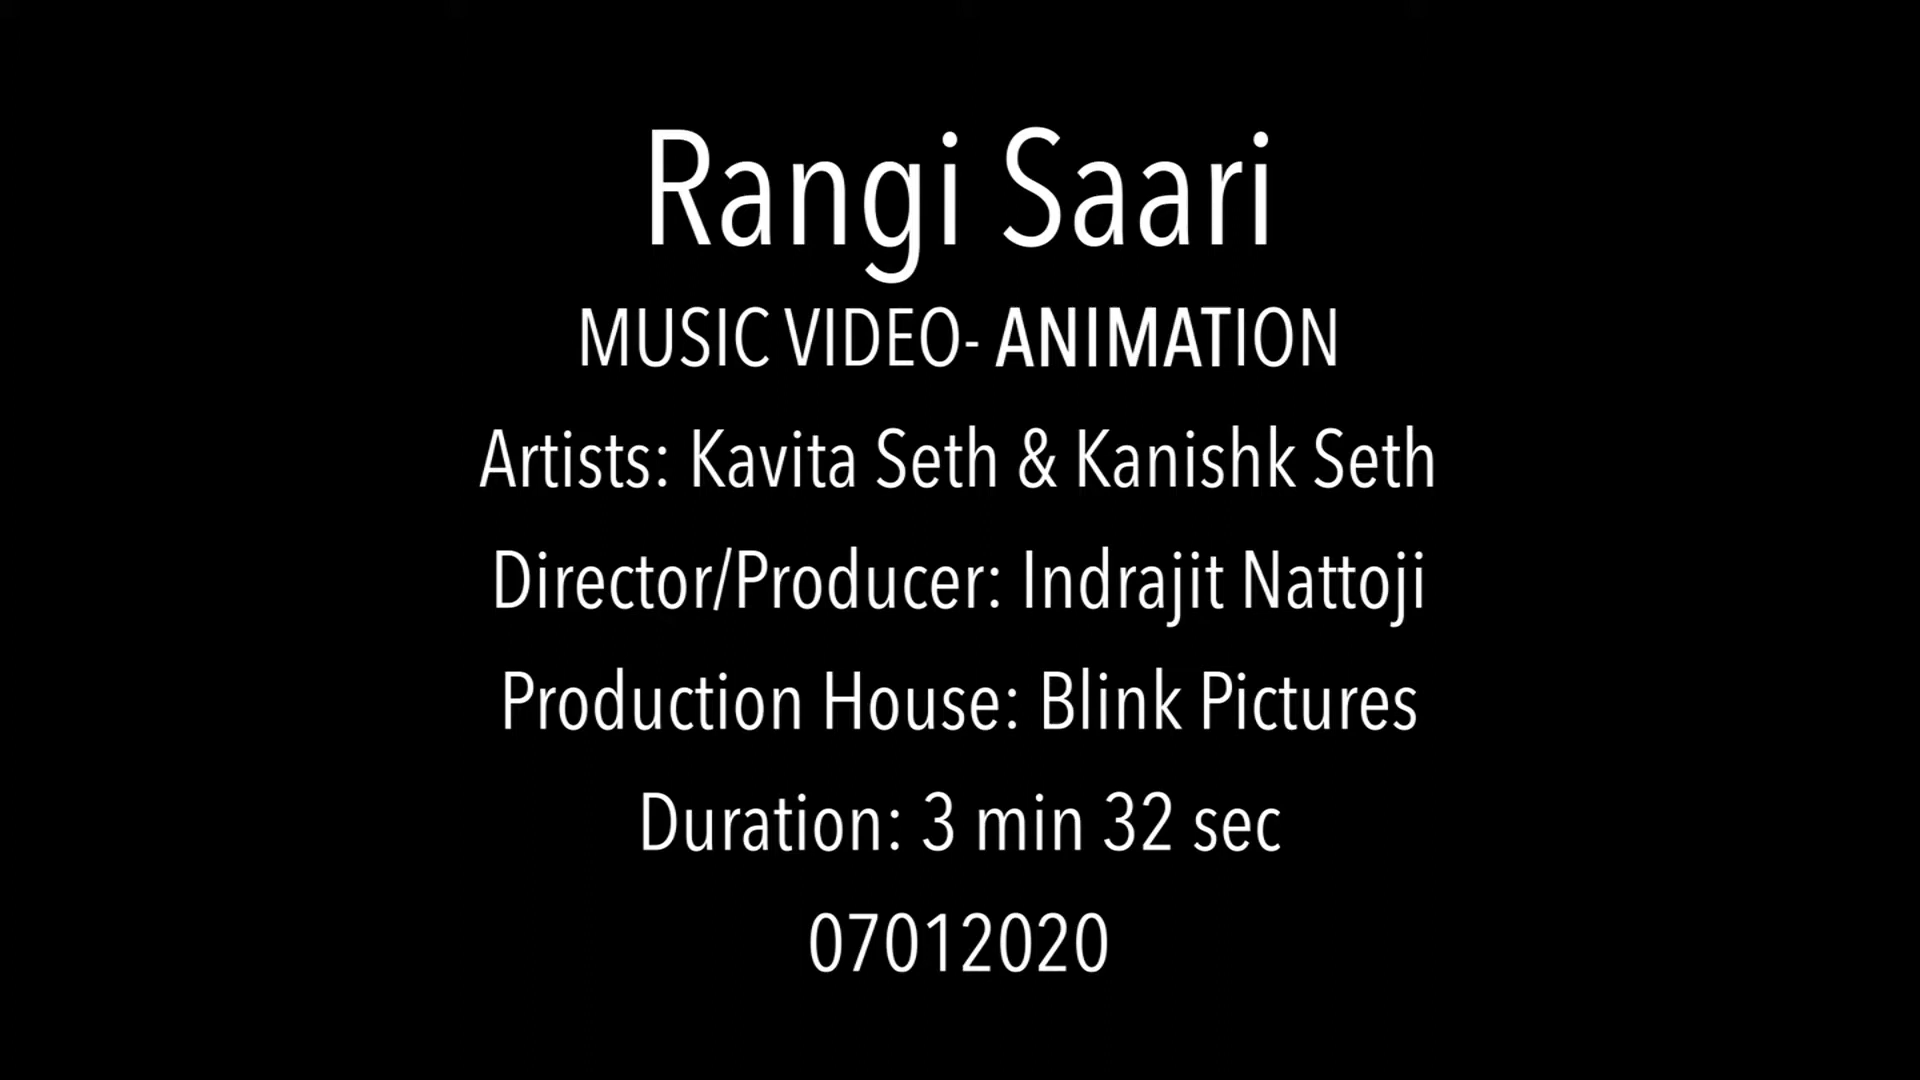 Rangi Saari
MUSIC VIDEO- ANIMATION
Artists: Kavita Seth & Kanishk Seth
Director/Producer: Indrajit Nattoji
Production House: Blink Pictures
Duration: 3 min 32 sec
07012020